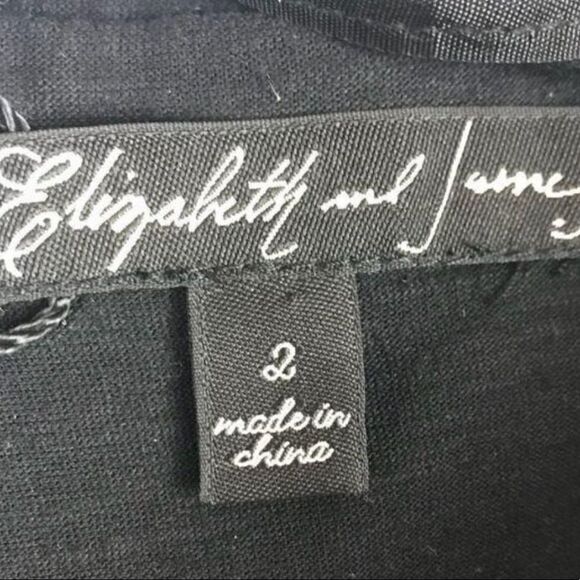 Elizabeth and James
2
made in
china